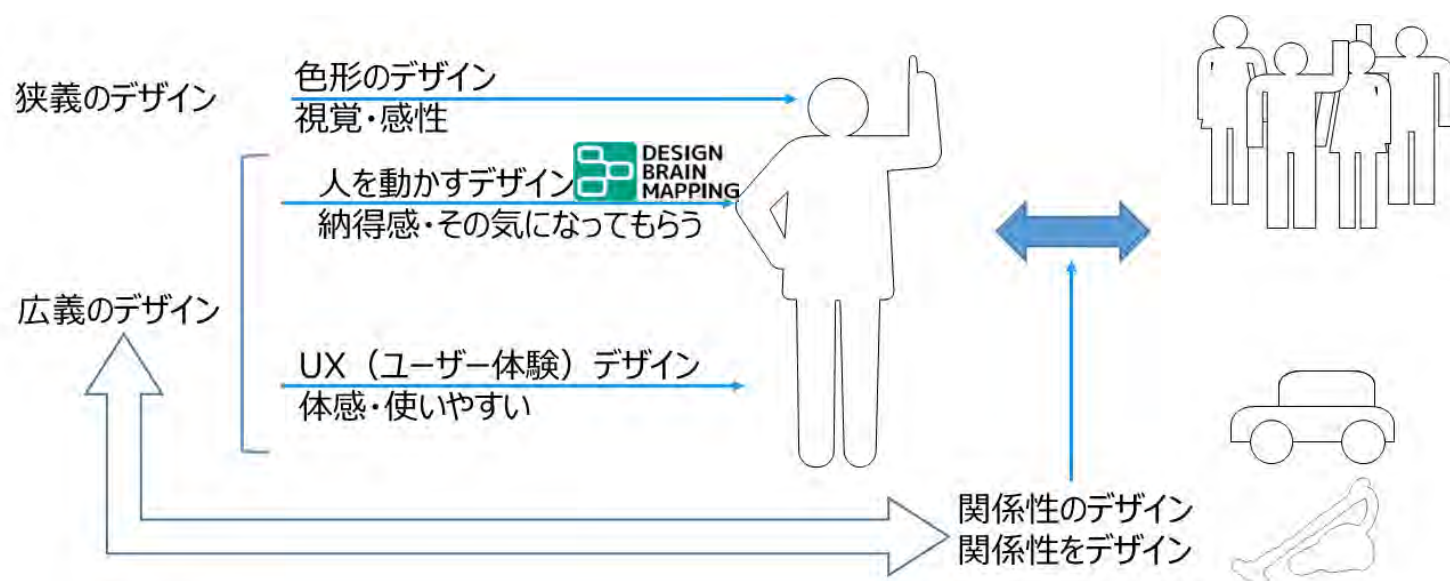 狭義のデザイン
色形のデザイン
視覚・感性
人を動かすデザイン
DESIGN
BRAIN
MAPPING
納得感・その気になってもらう
広義のデザイン
UX（ユーザー体験）デザイン
体感・使いやすい
関係性のデザイン
関係性をデザイン